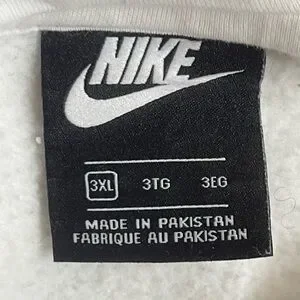 NIKE
3XL 3TG 3EG
MADE IN PAKISTAN
FABRIQUE AU PAKISTAN